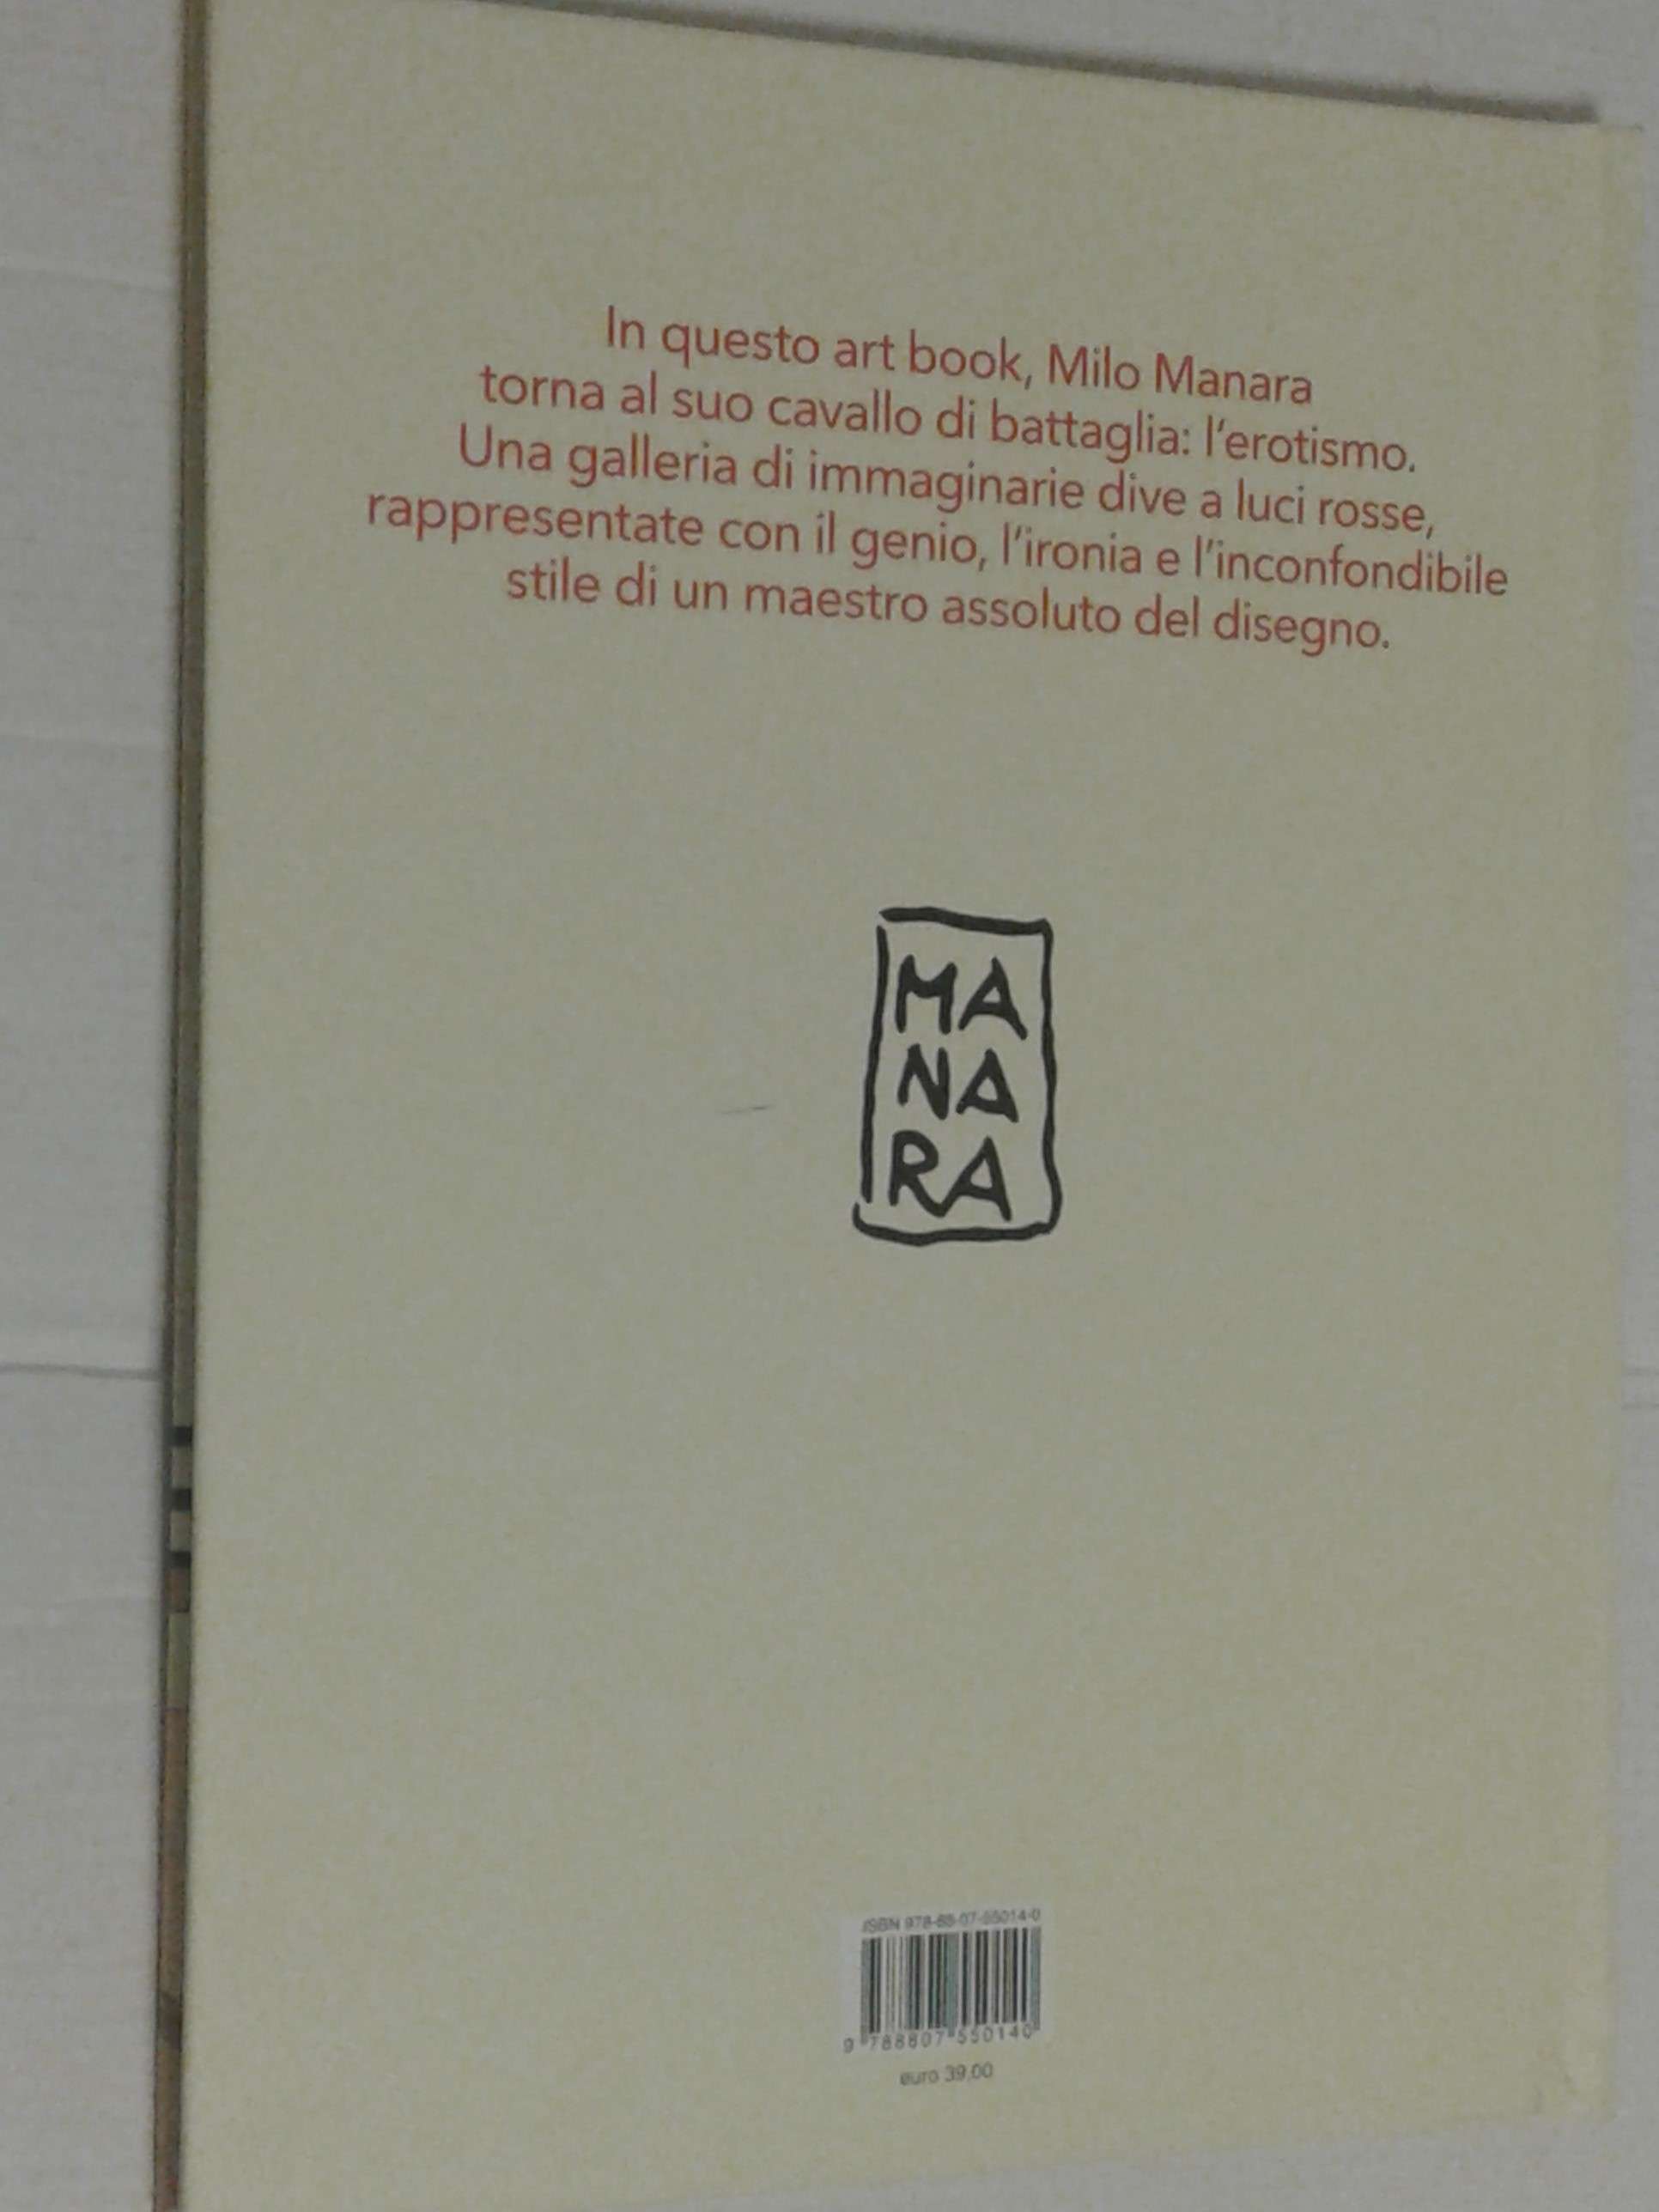 In questo art book, Milo Manara
torna al suo cavallo di battaglia: l'erotismo.
Una galleria di immaginarie dive a luci rosse,
rappresentate con il genio, l'ironia e l'inconfondibile
stile di un maestro assoluto del disegno.
MA
NA
RA
ISBN 978-88-07-55014-0
9 788807 550140
euro 39,00